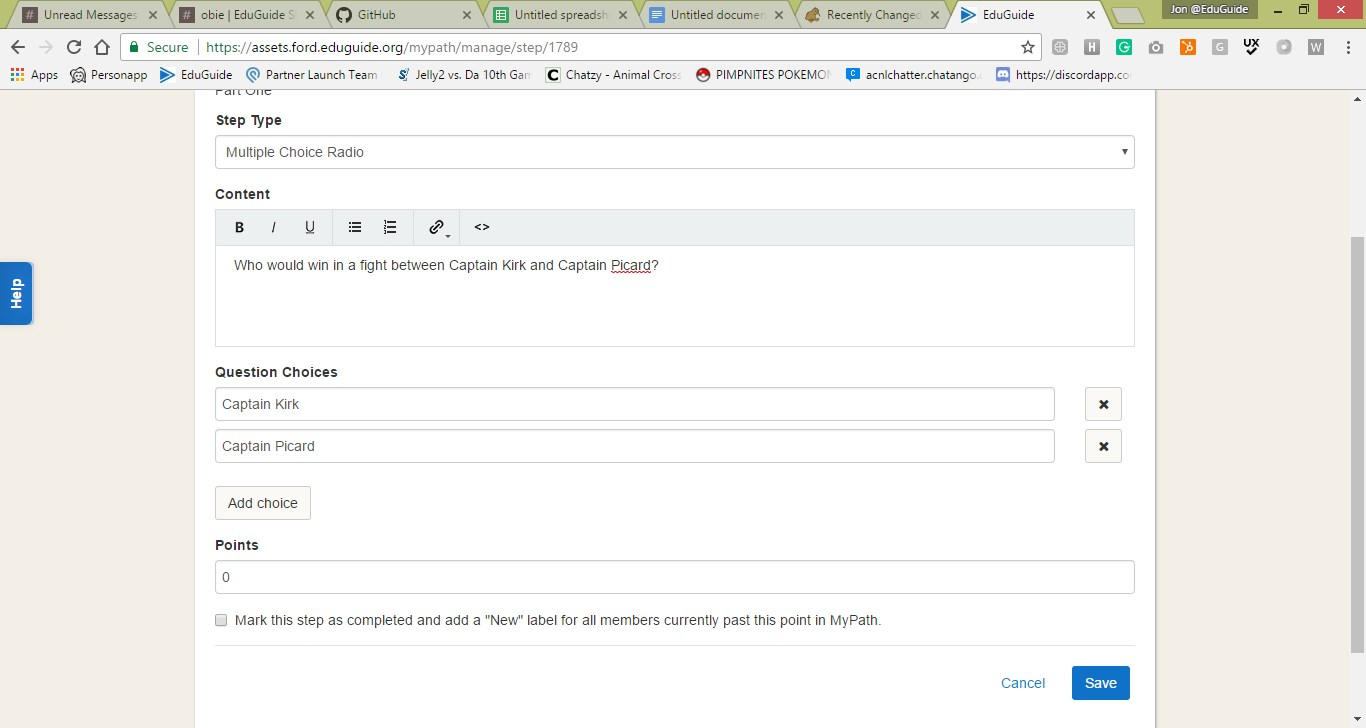 Unread Messages
obie | EduGuide S
GitHub
Untitled spreadsh
Untitled documen
Recently Changed
EduGuide
Jon @EduGuide
Secure
https://assets.ford.eduguide.org/mypath/manage/step/1789
Apps
Personapp
EduGuide
Partner Launch Team
Jelly2 vs. Da 10th Gam
Chatzy - Animal Cross
PIMPNITES POKEMON
acnlchatter.chatango.
https://discordapp.co
Part One
Step Type
Multiple Choice Radio
Content
B I U <>
Who would win in a fight between Captain Kirk and Captain Picard?
Help
Question Choices
Captain Kirk
Captain Picard
Add choice
Points
0
Mark this step as completed and add a "New" label for all members currently past this point in MyPath.
Cancel
Save